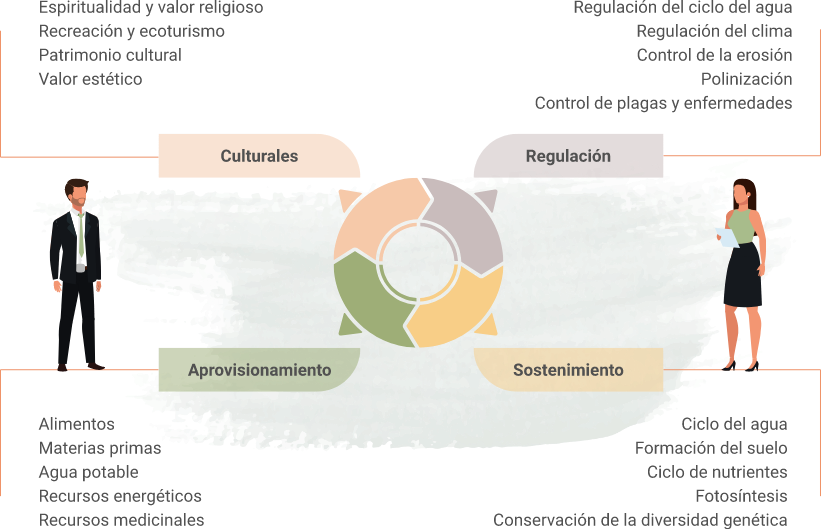 Espiritualidad y valor religioso
Recreación y ecoturismo
Patrimonio cultural
Valor estético
Regulación del ciclo del agua
Regulación del clima
Control de la erosión
Polinización
Control de plagas y enfermedades
Culturales
Regulación
Aprovisionamiento
Sostenimiento
Alimentos
Materias primas
Agua potable
Recursos energéticos
Recursos medicinales
Ciclo del agua
Formación del suelo
Ciclo de nutrientes
Fotosíntesis
Conservación de la diversidad genética